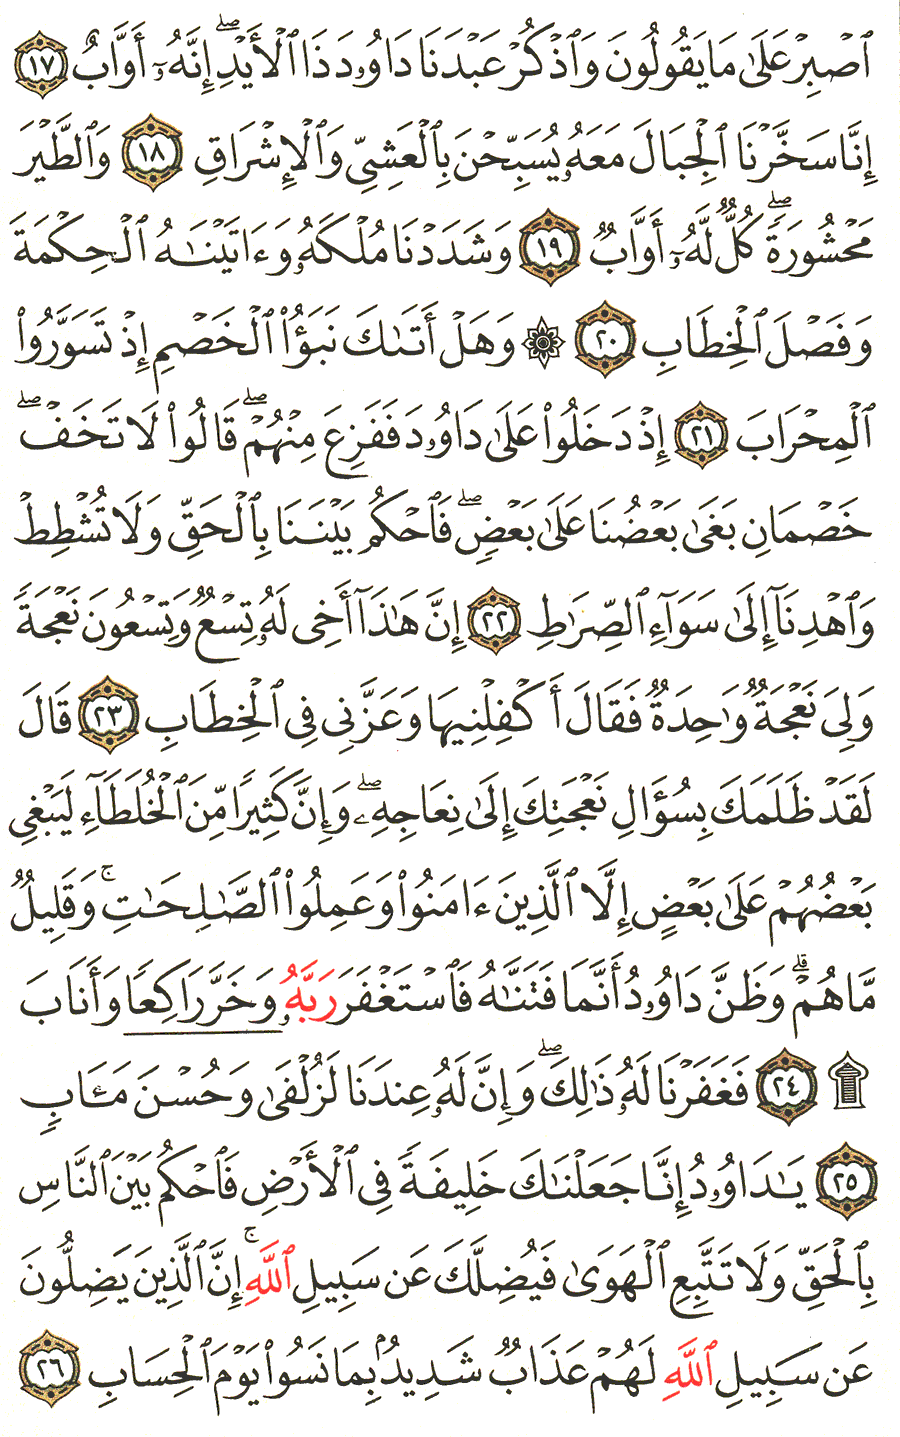 ٱصۡبِرۡ عَلَىٰ مَا يَقُولُونَ وَٱذۡكُرۡ عَبۡدَنَا دَاوُۥدَ ذَا ٱلۡأَيۡدِۖ إِنَّهُۥٓ أَوَّابٌ ١٧
إِنَّا سَخَّرۡنَا ٱلۡجِبَالَ مَعَهُۥ يُسَبِّحۡنَ بِٱلۡعَشِيِّ وَٱلۡإِشۡرَاقِ ١٨ وَٱلطَّيۡرَ
مَحۡشُورَةٗۖ كُلّٞ لَّهُۥٓ أَوَّابٞ ١٩ وَشَدَدۡنَا مُلۡكَهُۥ وَءَاتَيۡنَٰهُ ٱلۡحِكۡمَةَ
وَفَصۡلَ ٱلۡخِطَابِ ٢٠ ۞ وَهَلۡ أَتَىٰكَ نَبَؤُاْ ٱلۡخَصۡمِ إِذۡ تَسَوَّرُواْ
ٱلۡمِحۡرَابَ ٢١ إِذۡ دَخَلُواْ عَلَىٰ دَاوُۥدَ فَفَزِعَ مِنۡهُمۡۖ قَالُواْ لَا تَخَفۡۖ
خَصۡمَانِ بَغَىٰ بَعۡضُنَا عَلَىٰ بَعۡضٖۖ فَٱحۡكُم بَيۡنَنَا بِٱلۡحَقِّ وَلَا تُشۡطِطۡ
وَٱهۡدِنَآ إِلَىٰ سَوَآءِ ٱلصِّرَٰطِ ٢٢ إِنَّ هَٰذَآ أَخِي لَهُۥ تِسۡعٞ وَتِسۡعُونَ نَعۡجَةٗ
وَلِيَ نَعۡجَةٞ وَٰحِدَةٞ فَقَالَ أَكۡفِلۡنِيهَا وَعَزَّنِي فِي ٱلۡخِطَابِ ٢٣ قَالَ
لَقَدۡ ظَلَمَكَ بِسُؤَالِ نَعۡجَتِكَ إِلَىٰ نِعَاجِهِۦۖ وَإِنَّ كَثِيرٗا مِّنَ ٱلۡخُلَطَآءِ لَيَبۡغِي
بَعۡضُهُمۡ عَلَىٰ بَعۡضٍ إِلَّا ٱلَّذِينَ ءَامَنُواْ وَعَمِلُواْ ٱلصَّٰلِحَٰتِۚ وَقَلِيلٞ
مَّا هُمۡۗ وَظَنَّ دَاوُۥدُ أَنَّمَا فَتَنَّٰهُ فَٱسۡتَغۡفَرَ رَبَّهُۥ وَخَرَّۤ رَاكِعٗاۤ وَأَنَابَ
۩ ٢٤ فَغَفَرۡنَا لَهُۥ ذَٰلِكَۖ وَإِنَّ لَهُۥ عِندَنَا لَزُلۡفَىٰ وَحُسۡنَ مَـَٔابٖ
٢٥ يَٰدَاوُۥدُ إِنَّا جَعَلۡنَٰكَ خَلِيفَةٗ فِي ٱلۡأَرۡضِ فَٱحۡكُم بَيۡنَ ٱلنَّاسِ
بِٱلۡحَقِّ وَلَا تَتَّبِعِ ٱلۡهَوَىٰ فَيُضِلَّكَ عَن سَبِيلِ ٱللَّهِۚ إِنَّ ٱلَّذِينَ يَضِلُّونَ
عَن سَبِيلِ ٱللَّهِ لَهُمۡ عَذَابٞ شَدِيدُۢ بِمَا نَسُواْ يَوۡمَ ٱلۡحِسَابِ ٢٦